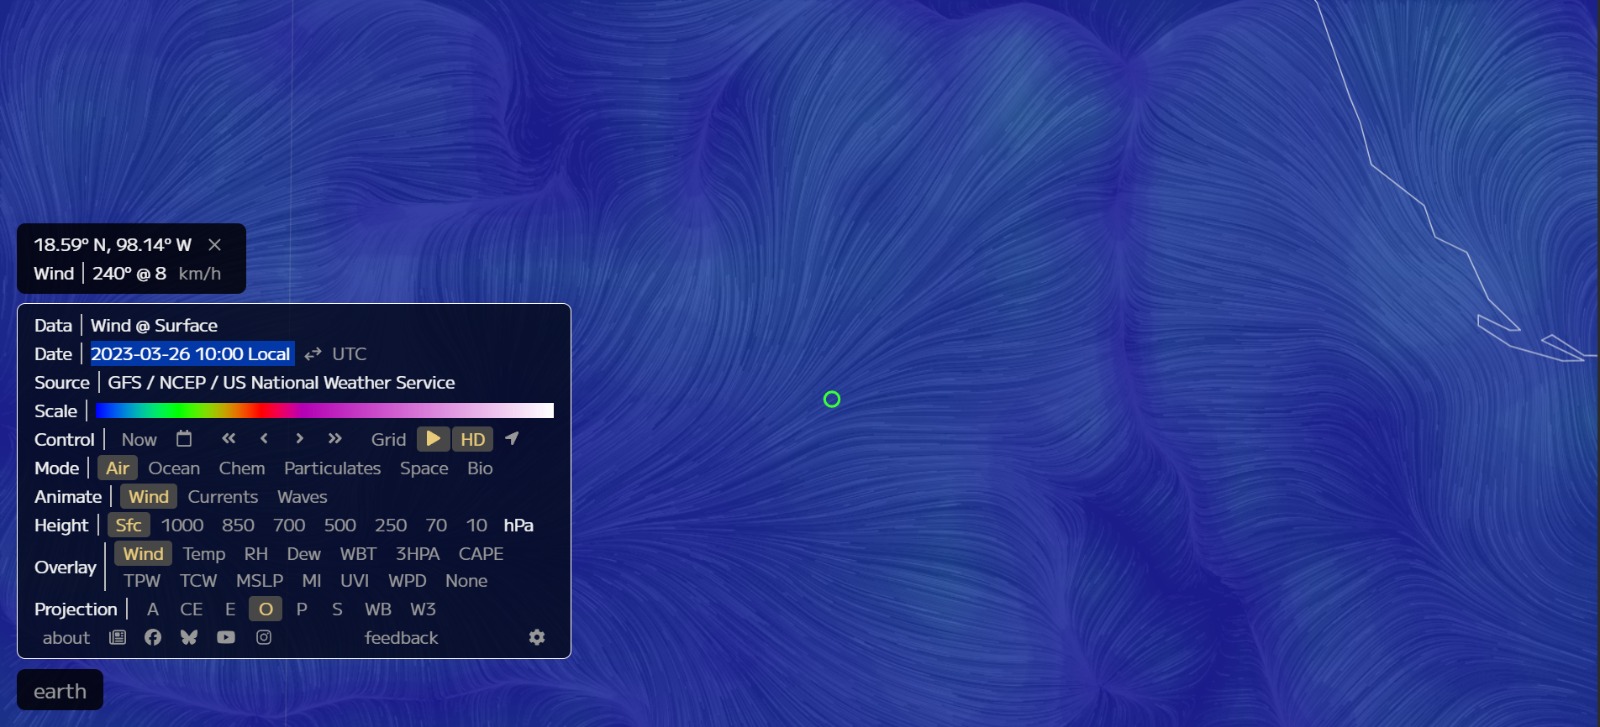 18.59° N, 98.14° W ×
Wind | 240° @ 8 km/h
Data | Wind @ Surface
Date | 2023-03-26 10:00 Local ⇄ UTC
Source | GFS / NCEP / US National Weather Service
Scale |
Control | Now « ‹ › » Grid HD
Mode | Air Ocean Chem Particulates Space Bio
Animate | Wind Currents Waves
Height | Sfc 1000 850 700 500 250 70 10 hPa
Overlay | Wind Temp RH Dew WBT 3HPA CAPE
TPW TCW MSLP MI UVI WPD None
Projection | A CE E O P S WB W3
about feedback
earth